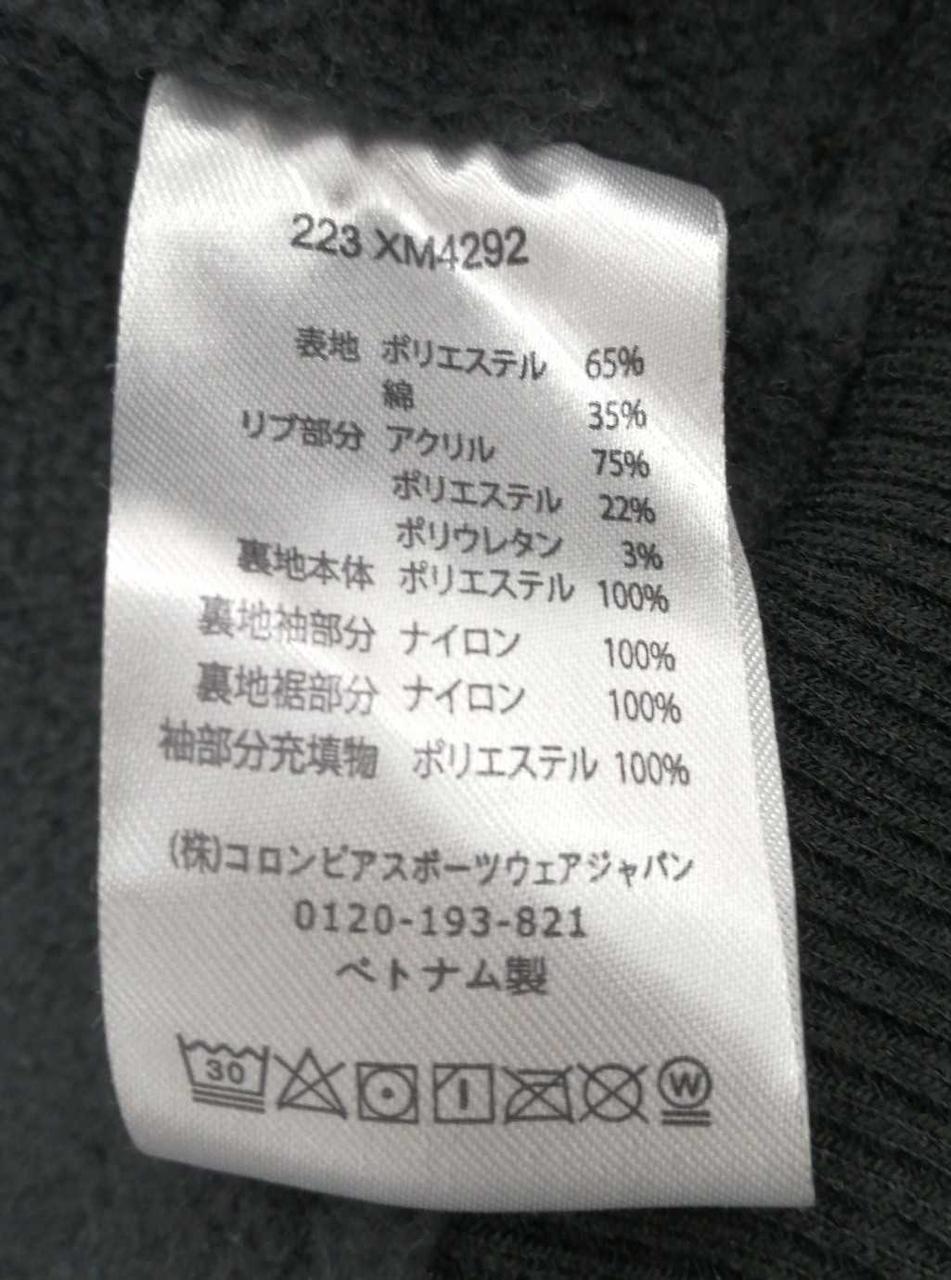 223 XM4292
表地 ポリエステル 65%
綿 35%
リブ部分 アクリル 75%
ポリエステル 22%
ポリウレタン 3%
裏地本体 ポリエステル 100%
裏地袖部分 ナイロン 100%
裏地裾部分 ナイロン 100%
袖部分充填物 ポリエステル 100%
(株)コロンビアスポーツウェアジャパン
0120-193-821
ベトナム製
30 W